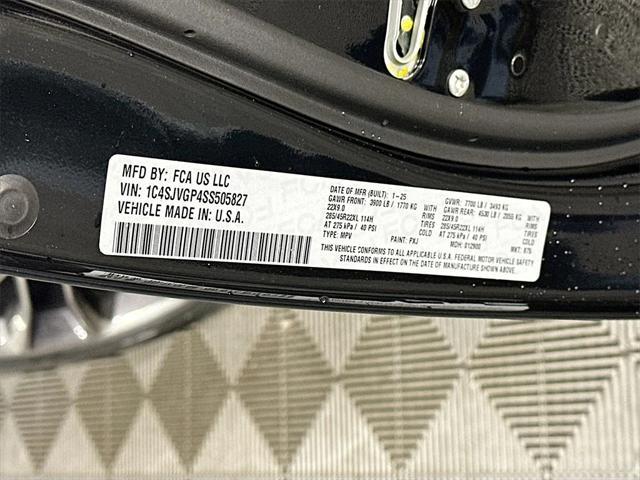 MFD BY: FCA US LLC
VIN: 1C4SJVGP4SS505827
VEHICLE MADE IN U.S.A.
DATE OF MFR (BUILT): 1-25 GVWR: 7700 LB / 3493 KG
GAWR FRONT: 3900 LB / 1770 KG WITH GAWR REAR: 4530 LB / 2055 KG WITH
22X9.0 RIMS 22X9.0 RIMS
285/45R22XL 114H TIRES 285/45R22XL 114H TIRES
AT 275 kPa / 40 PSI COLD AT 275 kPa / 40 PSI COLD
TYPE: MPV PAINT: PXJ MDH: 012900 MKT: 875
THIS VEHICLE CONFORMS TO ALL APPLICABLE U.S.A. FEDERAL MOTOR VEHICLE SAFETY
STANDARDS IN EFFECT ON THE DATE OF MANUFACTURE SHOWN ABOVE.